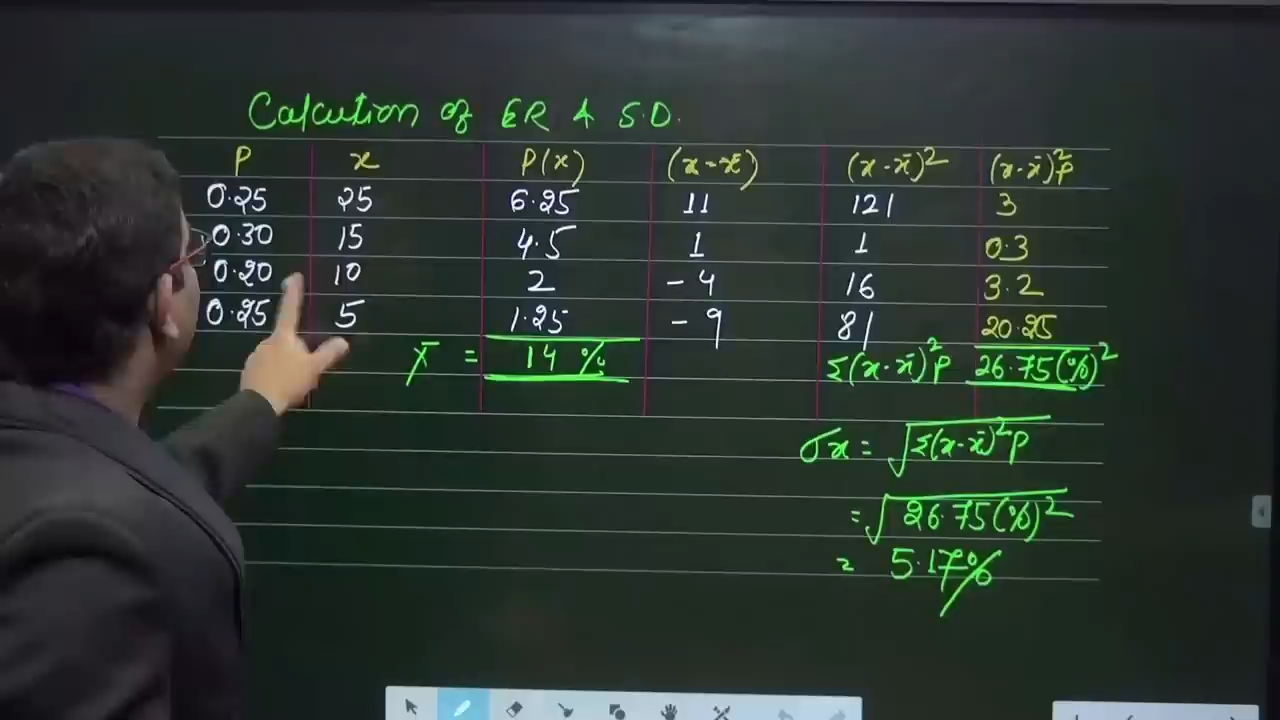 Calcution of ER & S.D.
P x P(x) (x - x̄) (x - x̄)² (x - x̄)²P
0.25 25 6.25 11 121 3
0.30 15 4.5 1 1 0.3
0.20 10 2 - 4 16 3.2
0.25 5 1.25 - 9 81 20.25
x̄ = 14 % Σ(x - x̄)²P 26.75(%)²
σx = √Σ(x - x̄)²P
= √26.75(%)²
= 5.17%